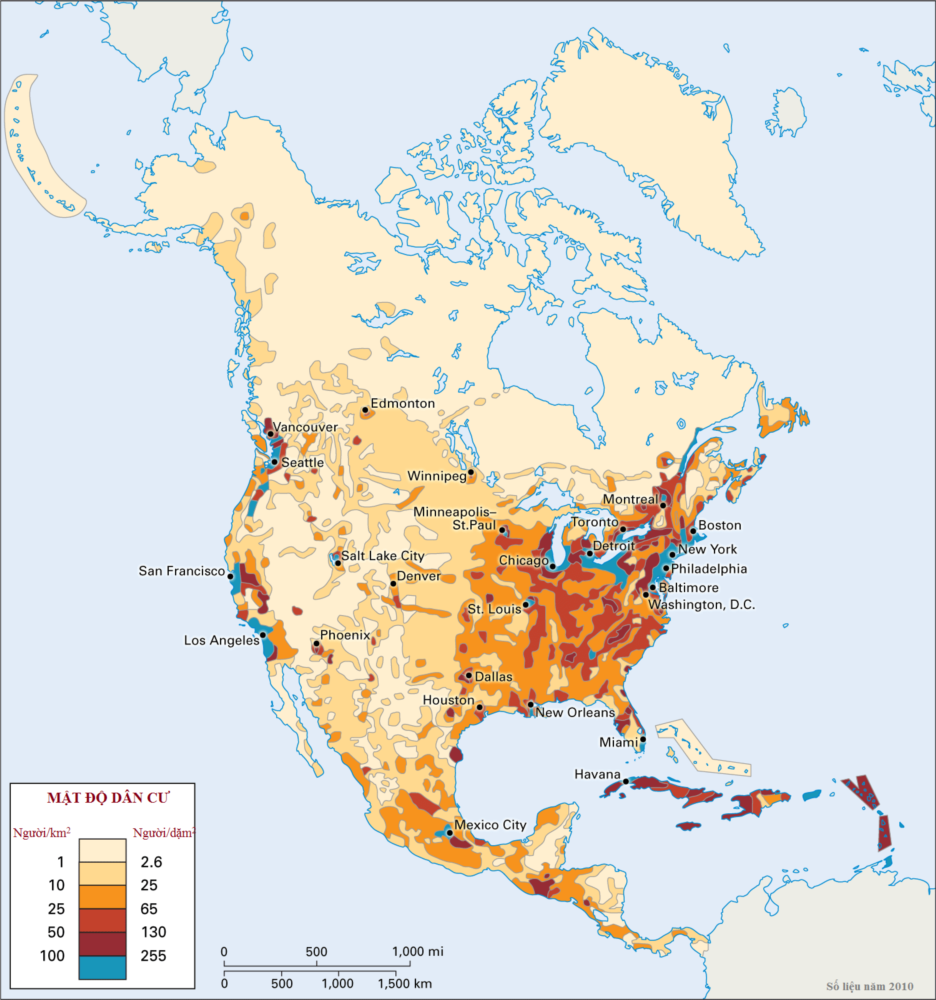 Edmonton
Vancouver
Seattle
Winnipeg
Minneapolis–
St.Paul
Montreal
Toronto
Boston
Detroit
New York
Chicago
Philadelphia
Salt Lake City
San Francisco
Denver
Baltimore
Washington, D.C.
St. Louis
Los Angeles
Phoenix
Dallas
Houston
New Orleans
Miami
Havana
Mexico City
MẬT ĐỘ DÂN CƯ
Người/km² Người/dặm²
1 2.6
10 25
25 65
50 130
100 255
0 500 1,000 mi
0 500 1,000 1,500 km
Số liệu năm 2010